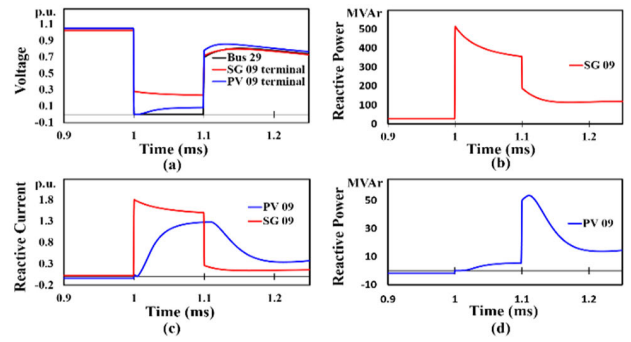 p.u.
1.1
0.9
0.7
0.5
0.3
0.1
-0.1
Voltage
Bus 29
SG 09 terminal
PV 09 terminal
0.9
1
1.1
1.2
Time (ms)
(a)
MVAr
500
400
300
200
100
0
Reactive Power
SG 09
0.9
1
1.1
1.2
Time (ms)
(b)
p.u.
1.8
1.3
0.8
0.3
-0.2
Reactive Current
PV 09
SG 09
0.9
1
1.1
1.2
Time (ms)
(c)
MVAr
50
30
10
-10
Reactive Power
PV 09
0.9
1
1.1
1.2
Time (ms)
(d)